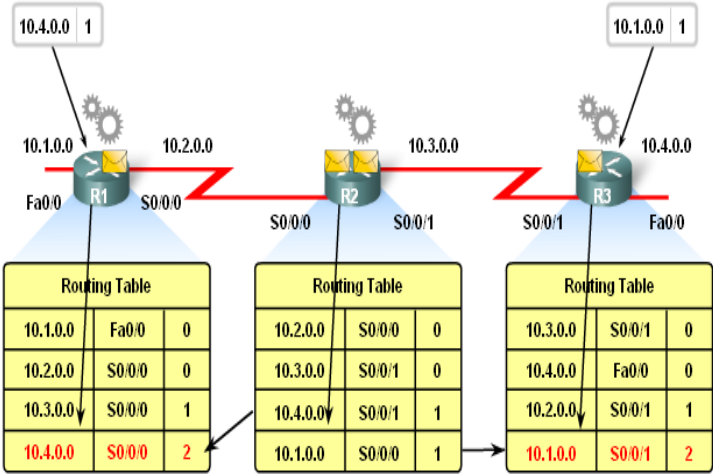 10.4.0.0 1
10.1.0.0 1
10.1.0.0 10.2.0.0 10.3.0.0 10.4.0.0
R1 R2 R3
Fa0/0 S0/0/0 S0/0/0 S0/0/1 S0/0/1 Fa0/0
Routing Table
10.1.0.0 Fa0/0 0
10.2.0.0 S0/0/0 0
10.3.0.0 S0/0/0 1
10.4.0.0 S0/0/0 2
Routing Table
10.2.0.0 S0/0/0 0
10.3.0.0 S0/0/1 0
10.4.0.0 S0/0/1 1
10.1.0.0 S0/0/0 1
Routing Table
10.3.0.0 S0/0/1 0
10.4.0.0 Fa0/0 0
10.2.0.0 S0/0/1 1
10.1.0.0 S0/0/1 2